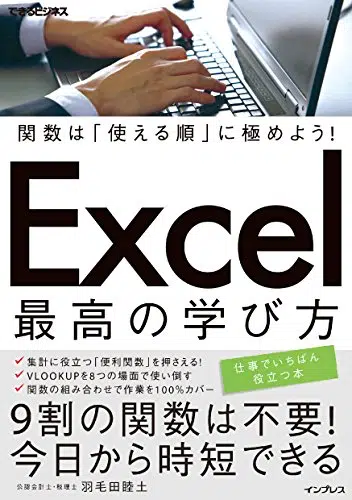 できるビジネス
関数は「使える順」に極めよう!
Excel
最高の学び方
集計に役立つ「便利関数」を押さえる!
VLOOKUPを8つの場面で使い倒す
関数の組み合わせで作業を100%カバー
仕事でいちばん
役立つ本
9割の関数は不要!
今日から時短できる
公認会計士・税理士 羽毛田睦土
インプレス